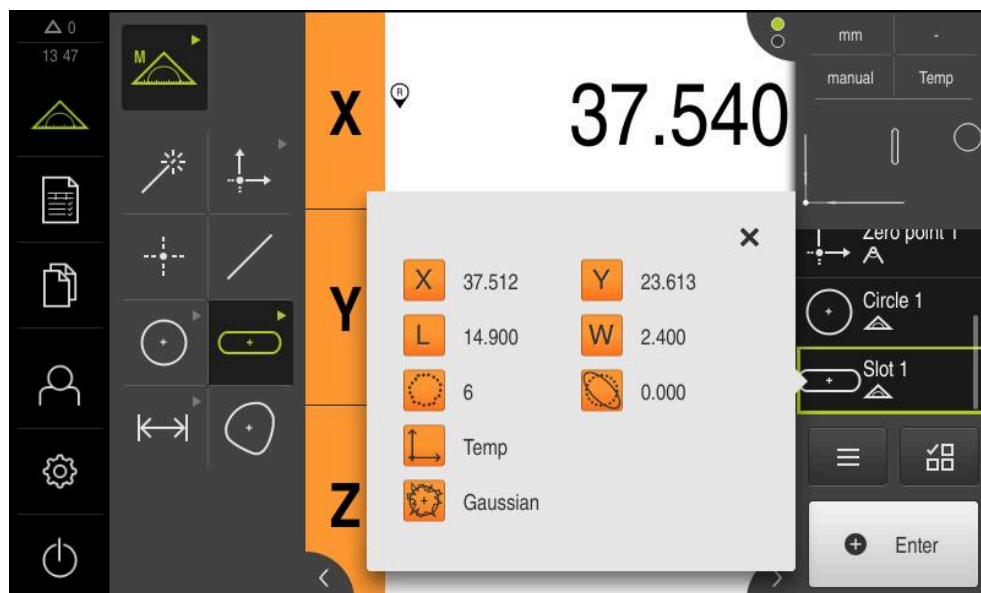 0
13 47
M
X
R
37.540
mm
-
manual
Temp
Zero point 1
Circle 1
Slot 1
Y
Z
X 37.512 Y 23.613
L 14.900 W 2.400
6 0.000
Temp
Gaussian
Enter